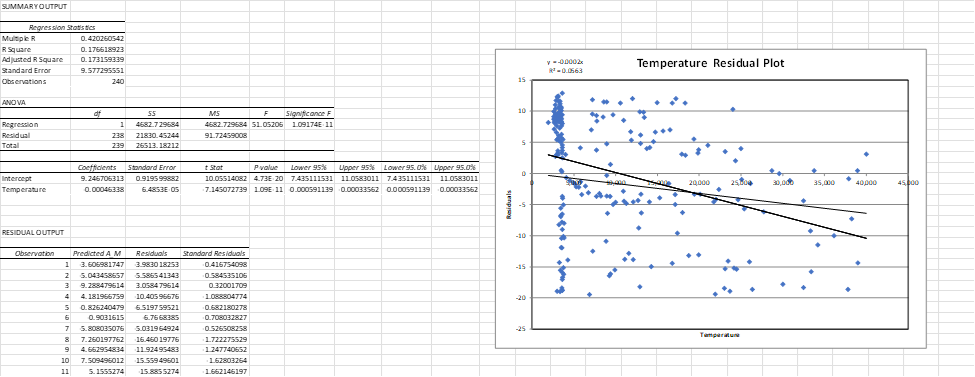 SUMMARY OUTPUT
Regression Statistics
Multiple R 0.420260542
R Square 0.176618923
Adjusted R Square 0.173159339
Standard Error 9.577295551
Observations 240
ANOVA
df SS MS F Significance F
Regression 1 4682.729684 4682.729684 51.05206 1.09174E-11
Residual 238 21830.45244 91.72459008
Total 239 26513.18212
Coefficients Standard Error t Stat P value Lower 95% Upper 95% Lower 95.0% Upper 95.0%
Intercept 9.246706313 0.919599882 10.05514082 4.73E-20 7.435111531 11.0583011 7.435111531 11.0583011
Temperature -0.00046338 6.4853E-05 -7.145072739 1.09E-11 -0.000591139 -0.00033562 -0.000591139 -0.00033562
RESIDUAL OUTPUT
Observation Predicted A_M Residuals Standard Residuals
1 -3.606981747 -3.983018253 -0.416754098
2 -5.043458657 -5.586541343 -0.584535106
3 -9.288479614 -3.058479614 -0.32001709
4 4.181966759 -10.40596676 -1.088804774
5 -0.826240479 -6.519759521 -0.682180278
6 -0.9031615 -6.7668385 -0.708032827
7 -5.808035076 -5.031964924 -0.526508258
8 7.260197762 -16.46019776 -1.722275529
9 4.662954834 -11.92495483 -1.247740652
10 7.509496012 -15.55949601 -1.62803264
11 5.1555274 -15.8855274 -1.662146197
Temperature Residual Plot
y = -0.0002x
R² = 0.0563
15
10
5
0
-5
-10
-15
-20
-25
0 10,000 15,000 20,000 25,000 30,000 35,000 40,000 45,000
Residuals
Temperature